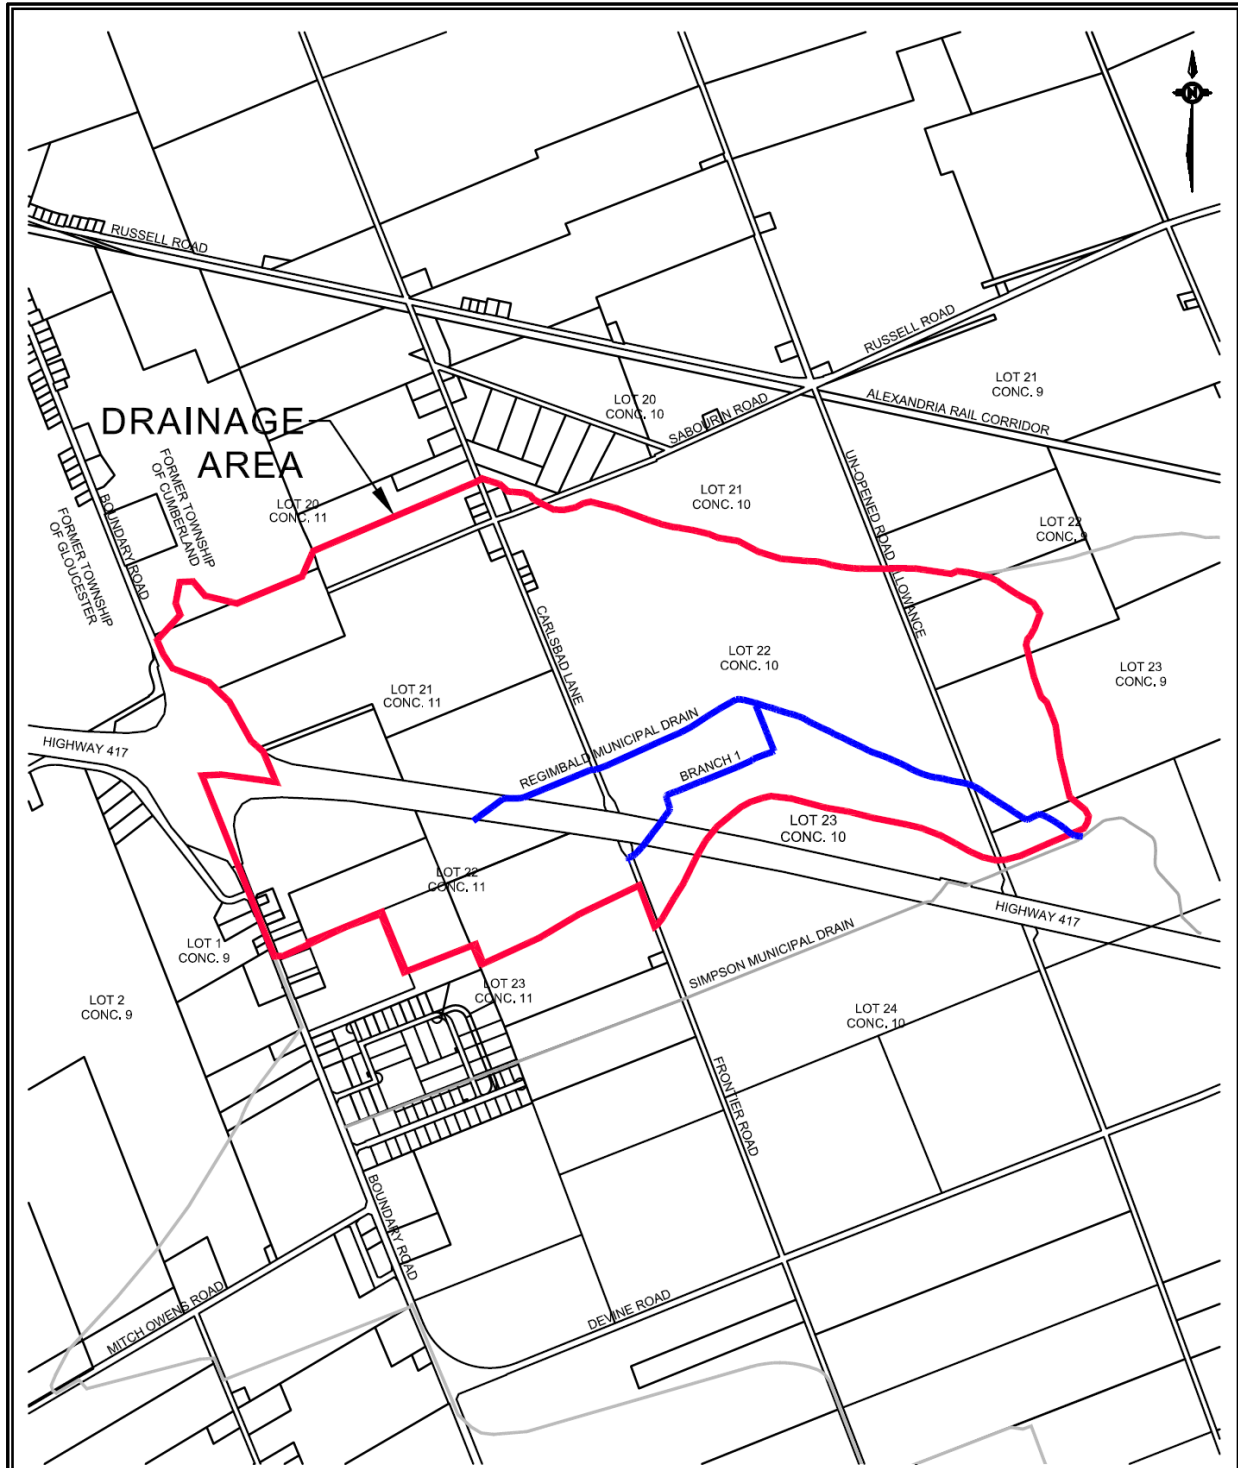 N
RUSSELL ROAD
RUSSELL ROAD
LOT 21
CONC. 9
ALEXANDRIA RAIL CORRIDOR
LOT 20
CONC. 10
SABOURIN ROAD
DRAINAGE
AREA
FORMER TOWNSHIP
OF CUMBERLAND
FORMER TOWNSHIP
OF GLOUCESTER
BOUNDARY ROAD
LOT 20
CONC. 11
LOT 21
CONC. 10
UN-OPENED ROAD ALLOWANCE
LOT 22
CONC. 9
CARLSBAD LANE
LOT 22
CONC. 10
LOT 23
CONC. 9
LOT 21
CONC. 11
HIGHWAY 417
REGIMBALD MUNICIPAL DRAIN
BRANCH 1
LOT 23
CONC. 10
LOT 22
CONC. 11
HIGHWAY 417
LOT 1
CONC. 9
SIMPSON MUNICIPAL DRAIN
LOT 2
CONC. 9
LOT 23
CONC. 11
LOT 24
CONC. 10
FRONTIER ROAD
BOUNDARY ROAD
MITCH OWENS ROAD
DEVINE ROAD